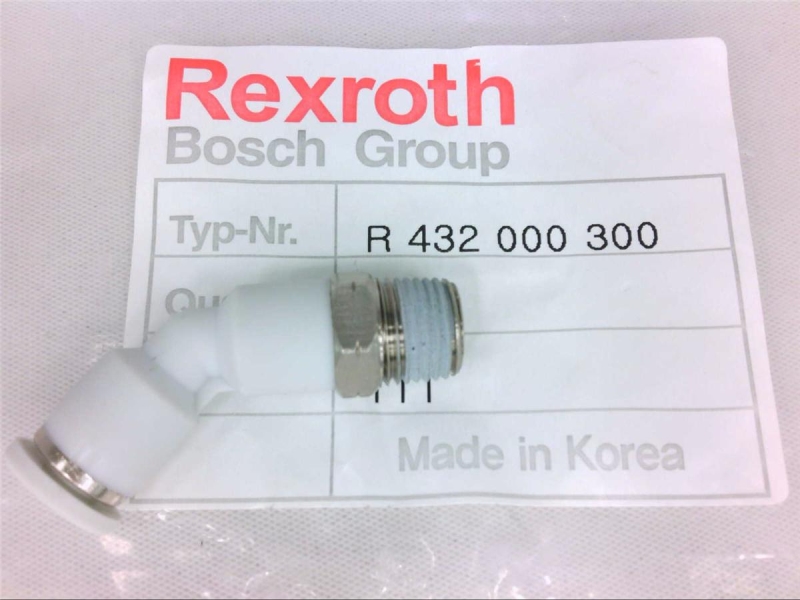 Rexroth
Bosch Group
Typ-Nr. R 432 000 300
Made in Korea